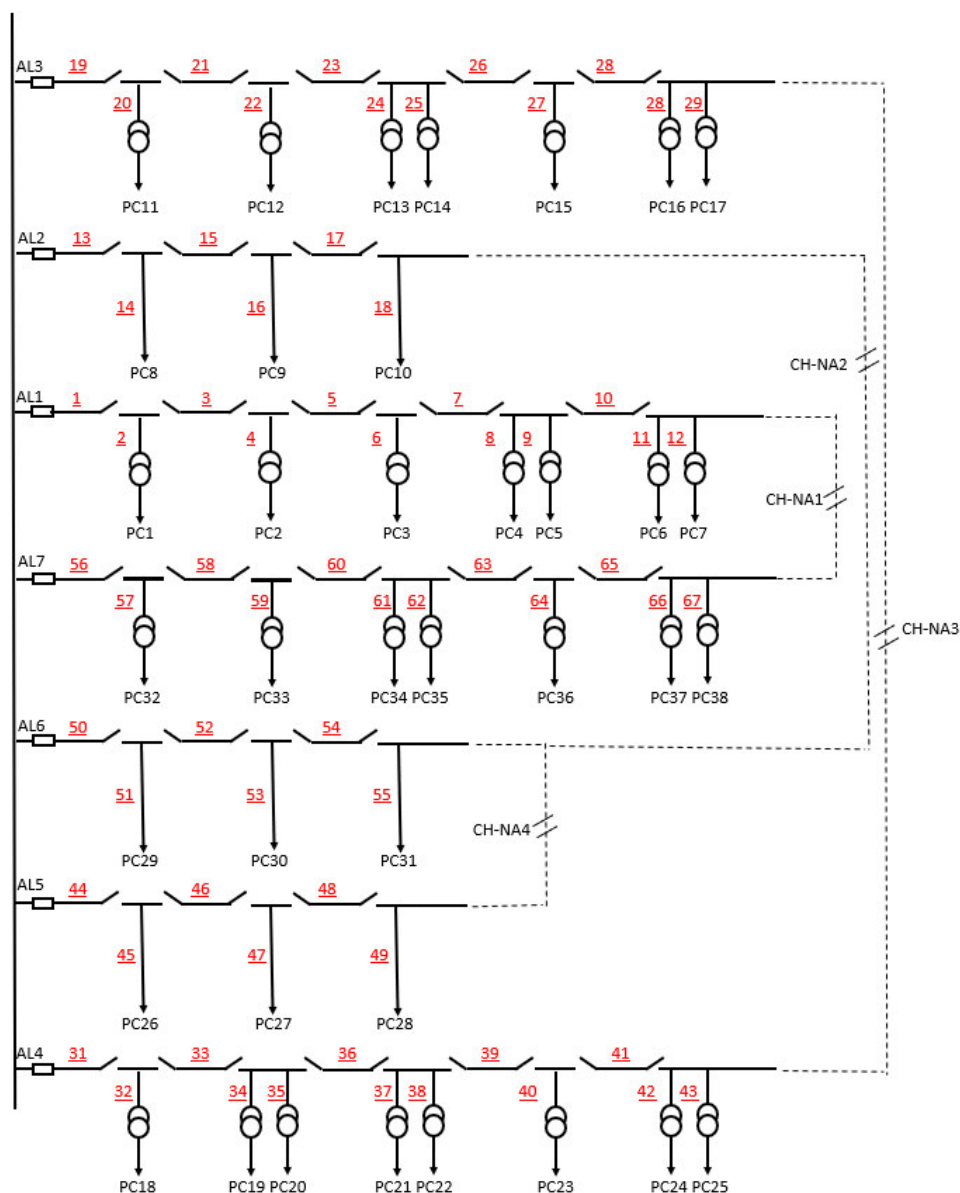 AL3 19 21 23 26 28
20 22 24 25 27 28 29
PC11 PC12 PC13 PC14 PC15 PC16 PC17
AL2 13 15 17
14 16 18
PC8 PC9 PC10
CH-NA2
AL1 1 3 5 7 10
2 4 6 8 9 11 12
CH-NA1
PC1 PC2 PC3 PC4 PC5 PC6 PC7
AL7 56 58 60 63 65
57 59 61 62 64 66 67
CH-NA3
PC32 PC33 PC34 PC35 PC36 PC37 PC38
AL6 50 52 54
51 53 55
CH-NA4
PC29 PC30 PC31
AL5 44 46 48
45 47 49
PC26 PC27 PC28
AL4 31 33 36 39 41
32 34 35 37 38 40 42 43
PC18 PC19 PC20 PC21 PC22 PC23 PC24 PC25